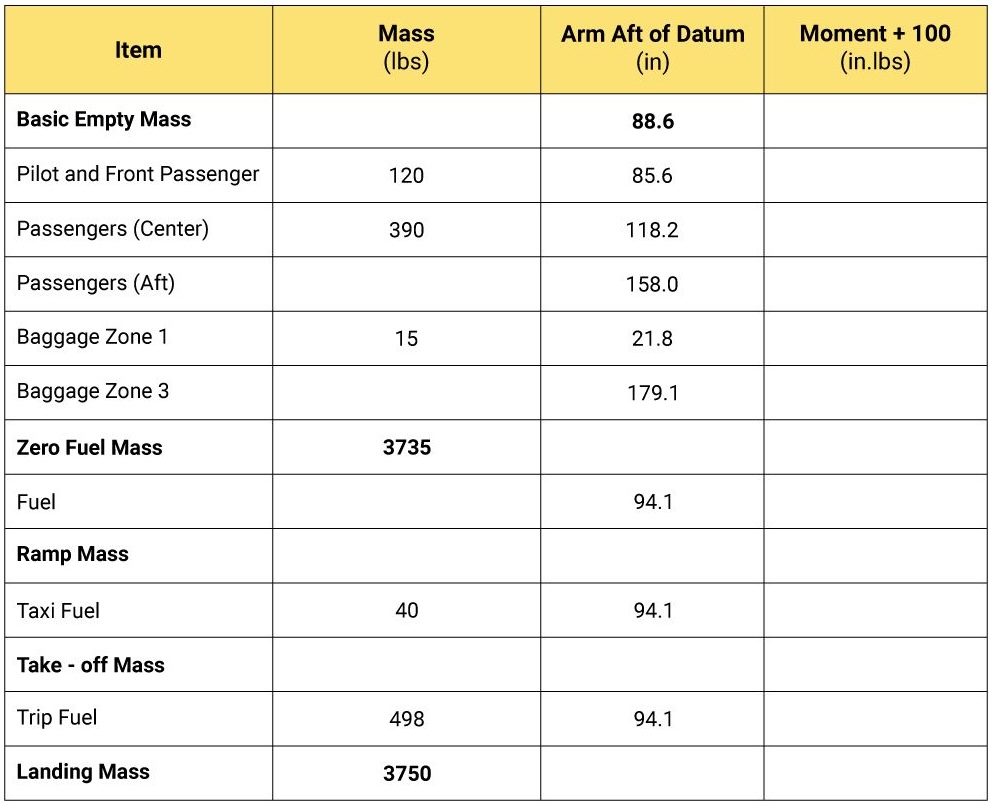 Item Mass (lbs) Arm Aft of Datum (in) Moment + 100 (in.lbs)
Basic Empty Mass 88.6
Pilot and Front Passenger 120 85.6
Passengers (Center) 390 118.2
Passengers (Aft) 158.0
Baggage Zone 1 15 21.8
Baggage Zone 3 179.1
Zero Fuel Mass 3735
Fuel 94.1
Ramp Mass
Taxi Fuel 40 94.1
Take - off Mass
Trip Fuel 498 94.1
Landing Mass 3750